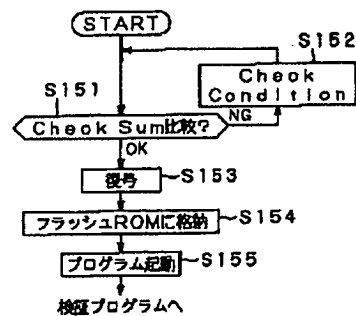 START
S152
Check
Condition
S151
Check Sum比較?
NG
OK
復号
S153
フラッシュROMに格納
S154
プログラム起動
S155
検証プログラムへ